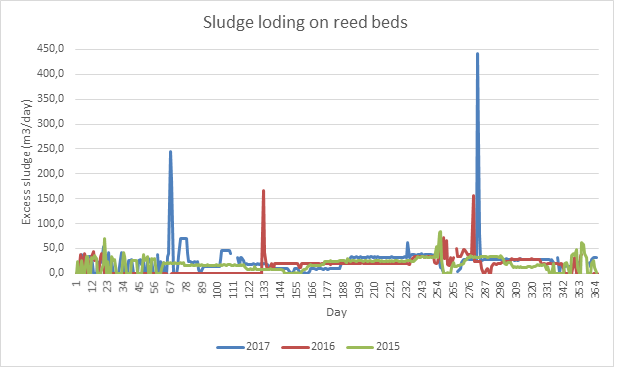 Sludge loding on reed beds
450,0
400,0
350,0
300,0
250,0
200,0
150,0
100,0
50,0
0,0
Excess sludge (m3/day)
1 12 23 34 45 56 67 78 89 100 111 122 133 144 155 166 177 188 199 210 221 232 243 254 265 276 287 298 309 320 331 342 353 364
Day
2017 2016 2015